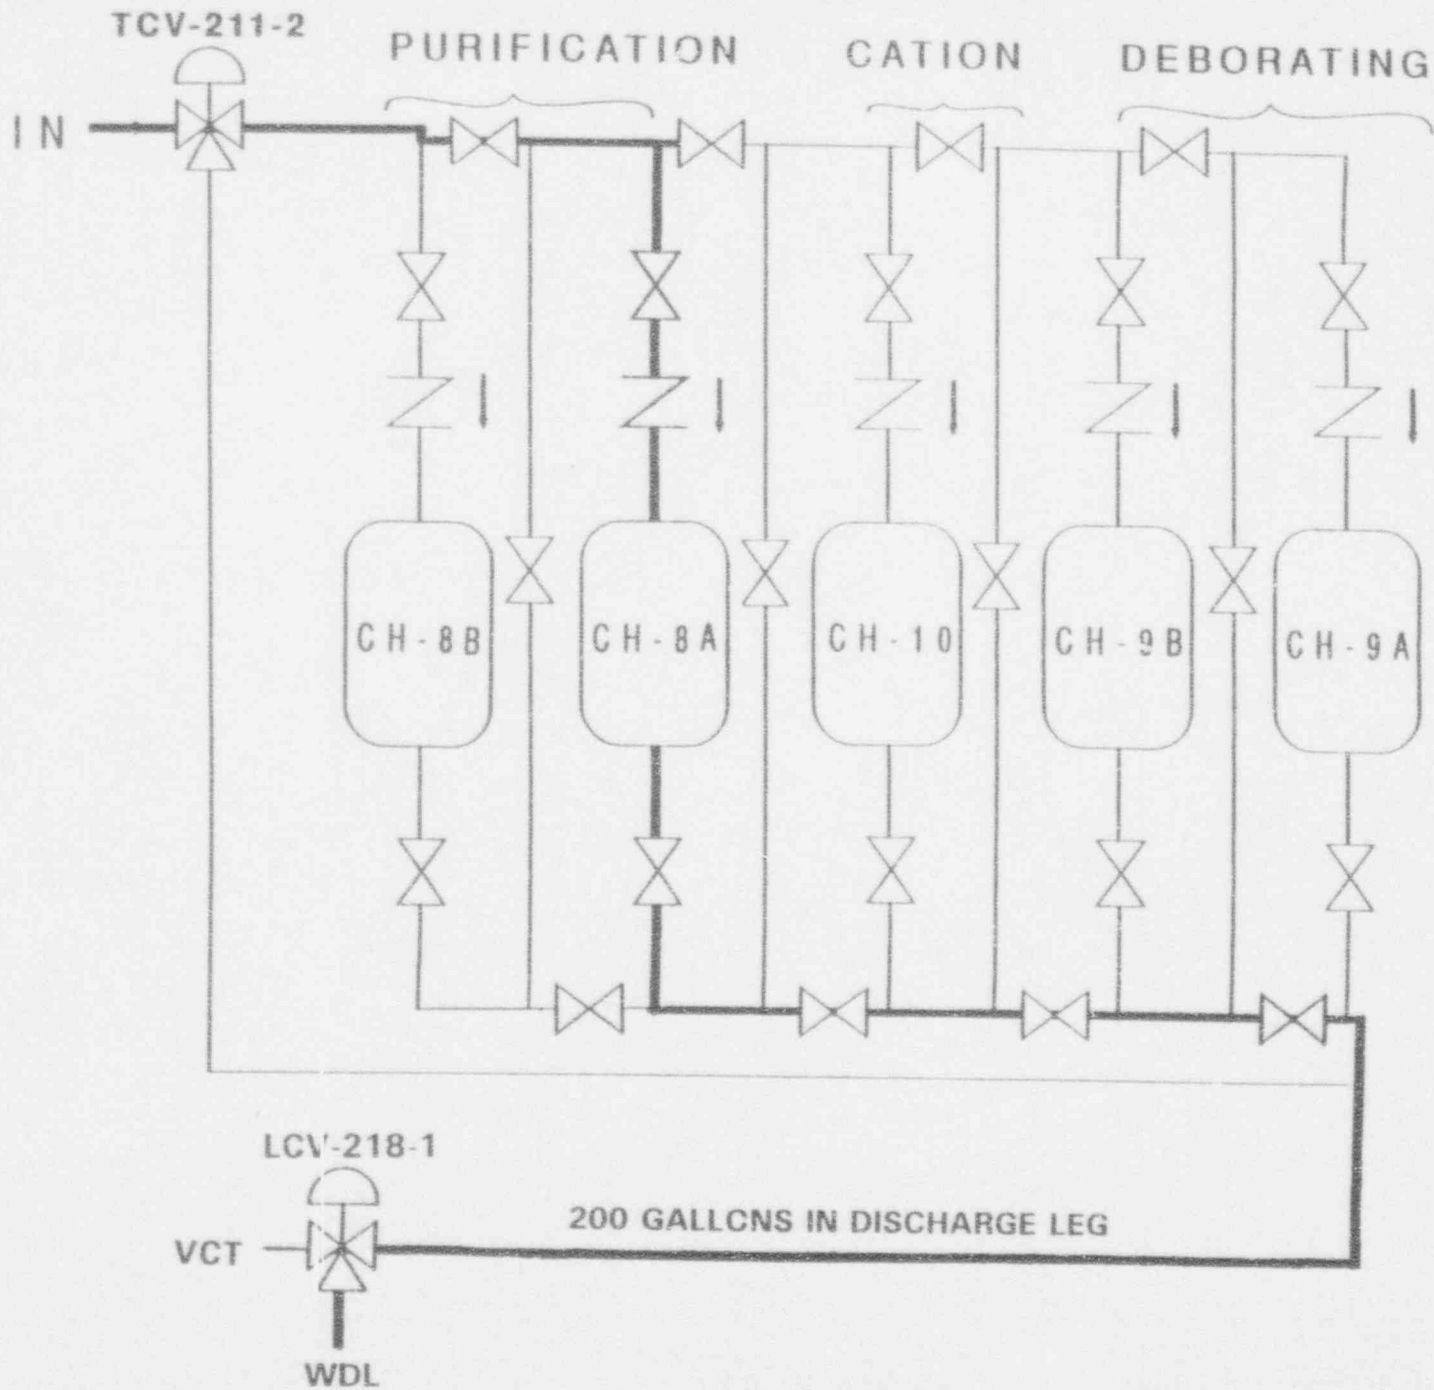 TCV-211-2
PURIFICATION CATION DEBORATING
IN
CH-8B CH-8A CH-10 CH-9B CH-9A
LCV-218-1
200 GALLCNS IN DISCHARGE LEG
VCT
WDL